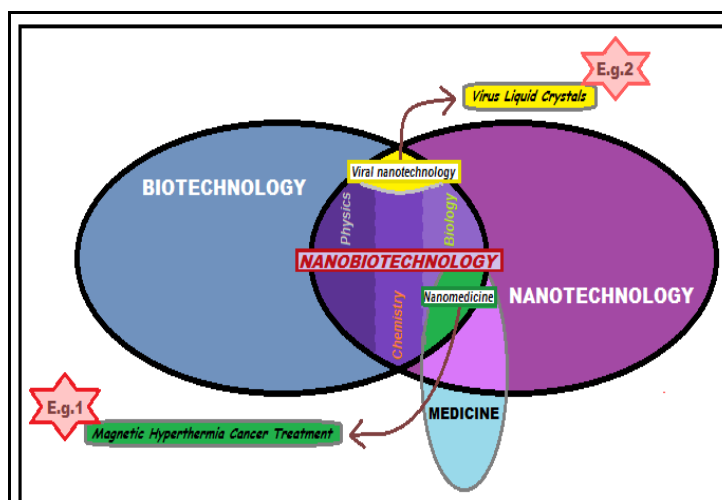 E.g.2
Virus Liquid Crystals
Viral nanotechnology
BIOTECHNOLOGY
Physics
Biology
NANOBIOTECHNOLOGY
NANOTECHNOLOGY
Nanomedicine
Chemistry
E.g.1
MEDICINE
Magnetic Hyperthermia Cancer Treatment